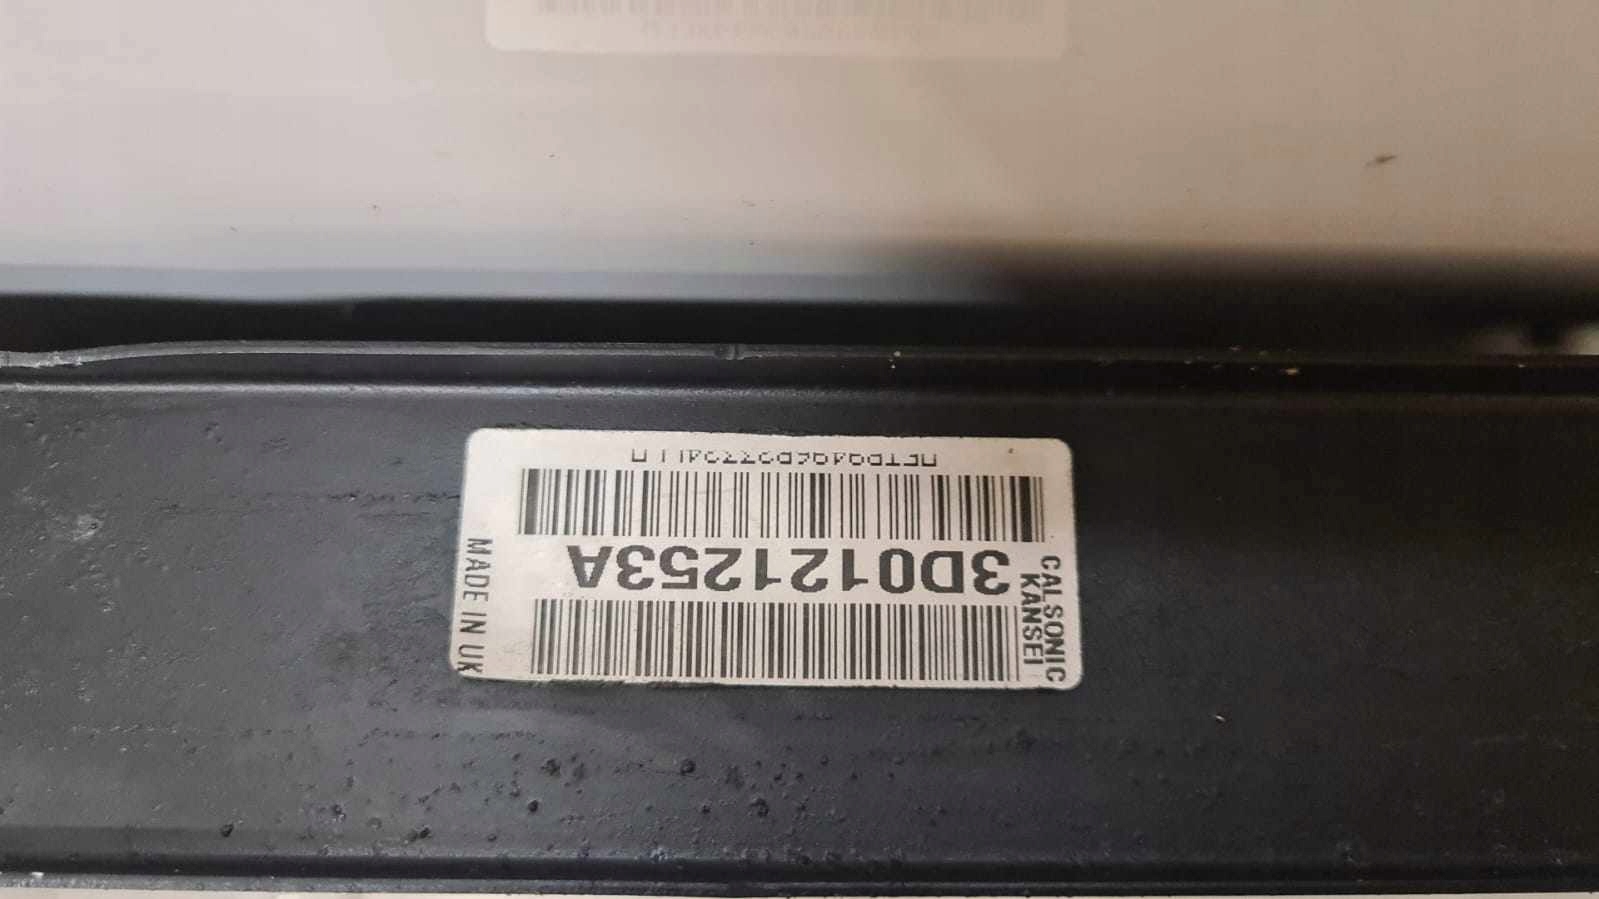 CALSONIC
KANSEI
3D0121253A
MADE IN UK